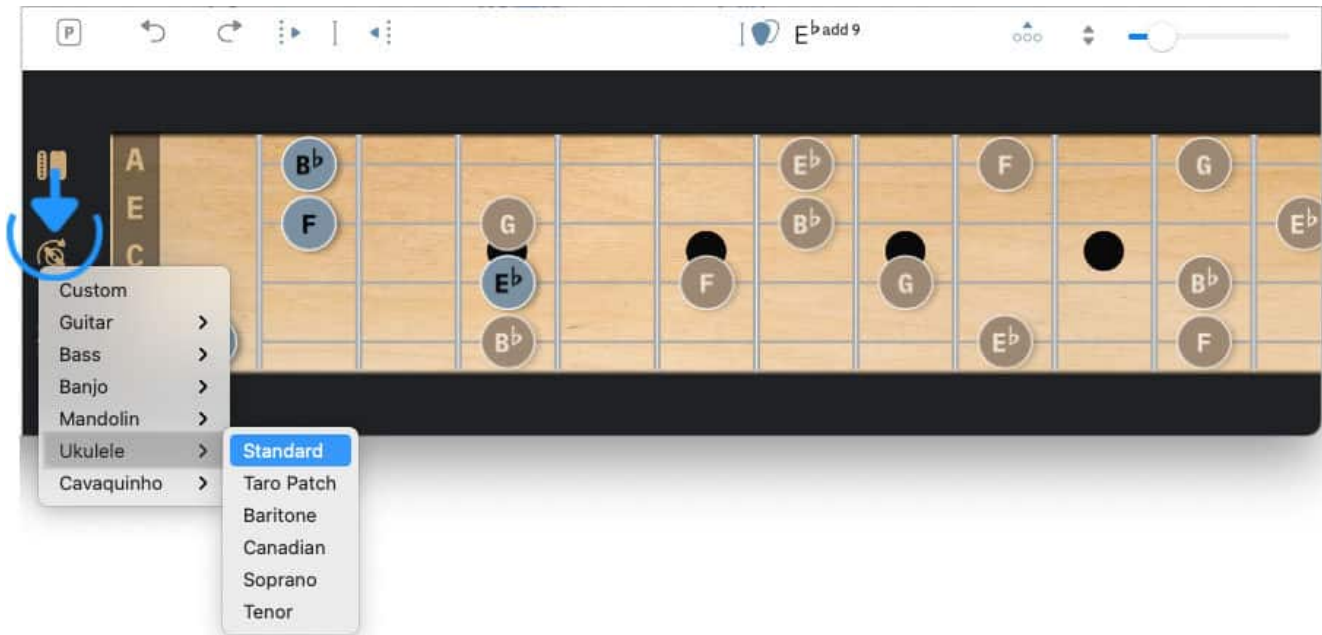 P
E♭ add 9
A
B♭
E♭
F
G
E
F
G
B♭
E♭
C
E♭
F
G
B♭
B♭
E♭
F
Custom
Guitar
Bass
Banjo
Mandolin
Ukulele
Cavaquinho
Standard
Taro Patch
Baritone
Canadian
Soprano
Tenor